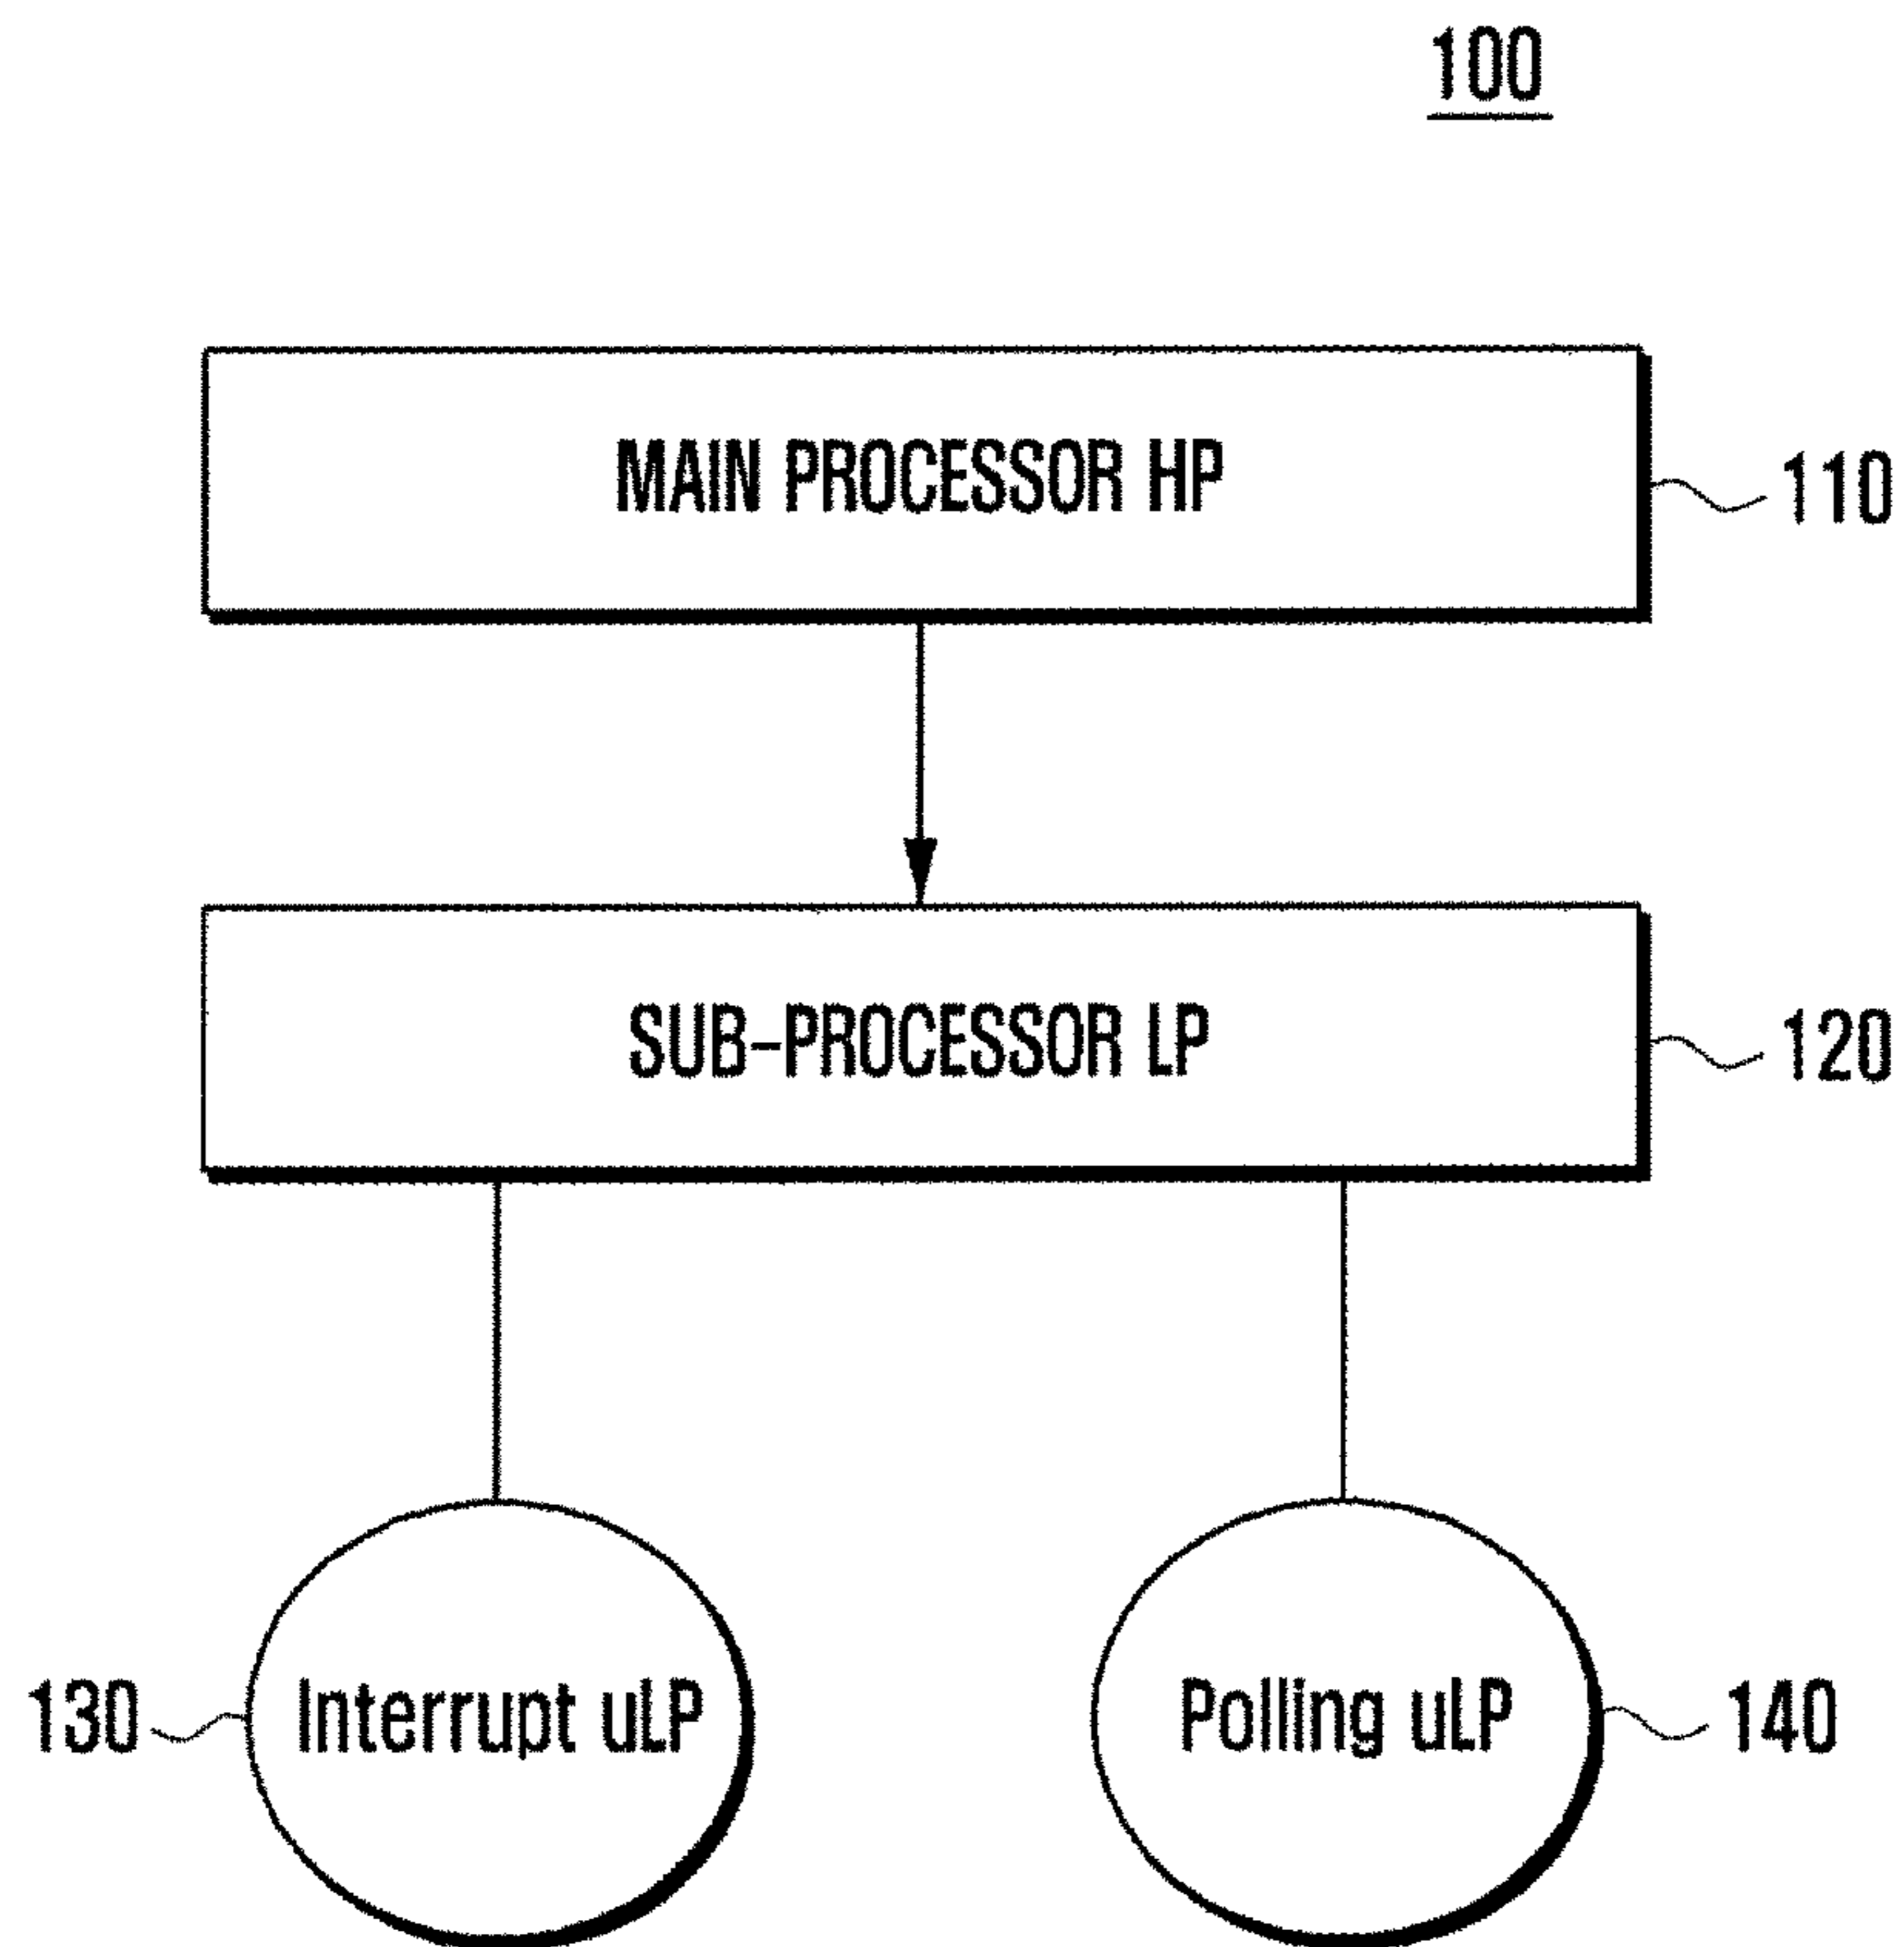 100
MAIN PROCESSOR HP
110
SUB-PROCESSOR LP
120
130
Interrupt uLP
Polling uLP
140